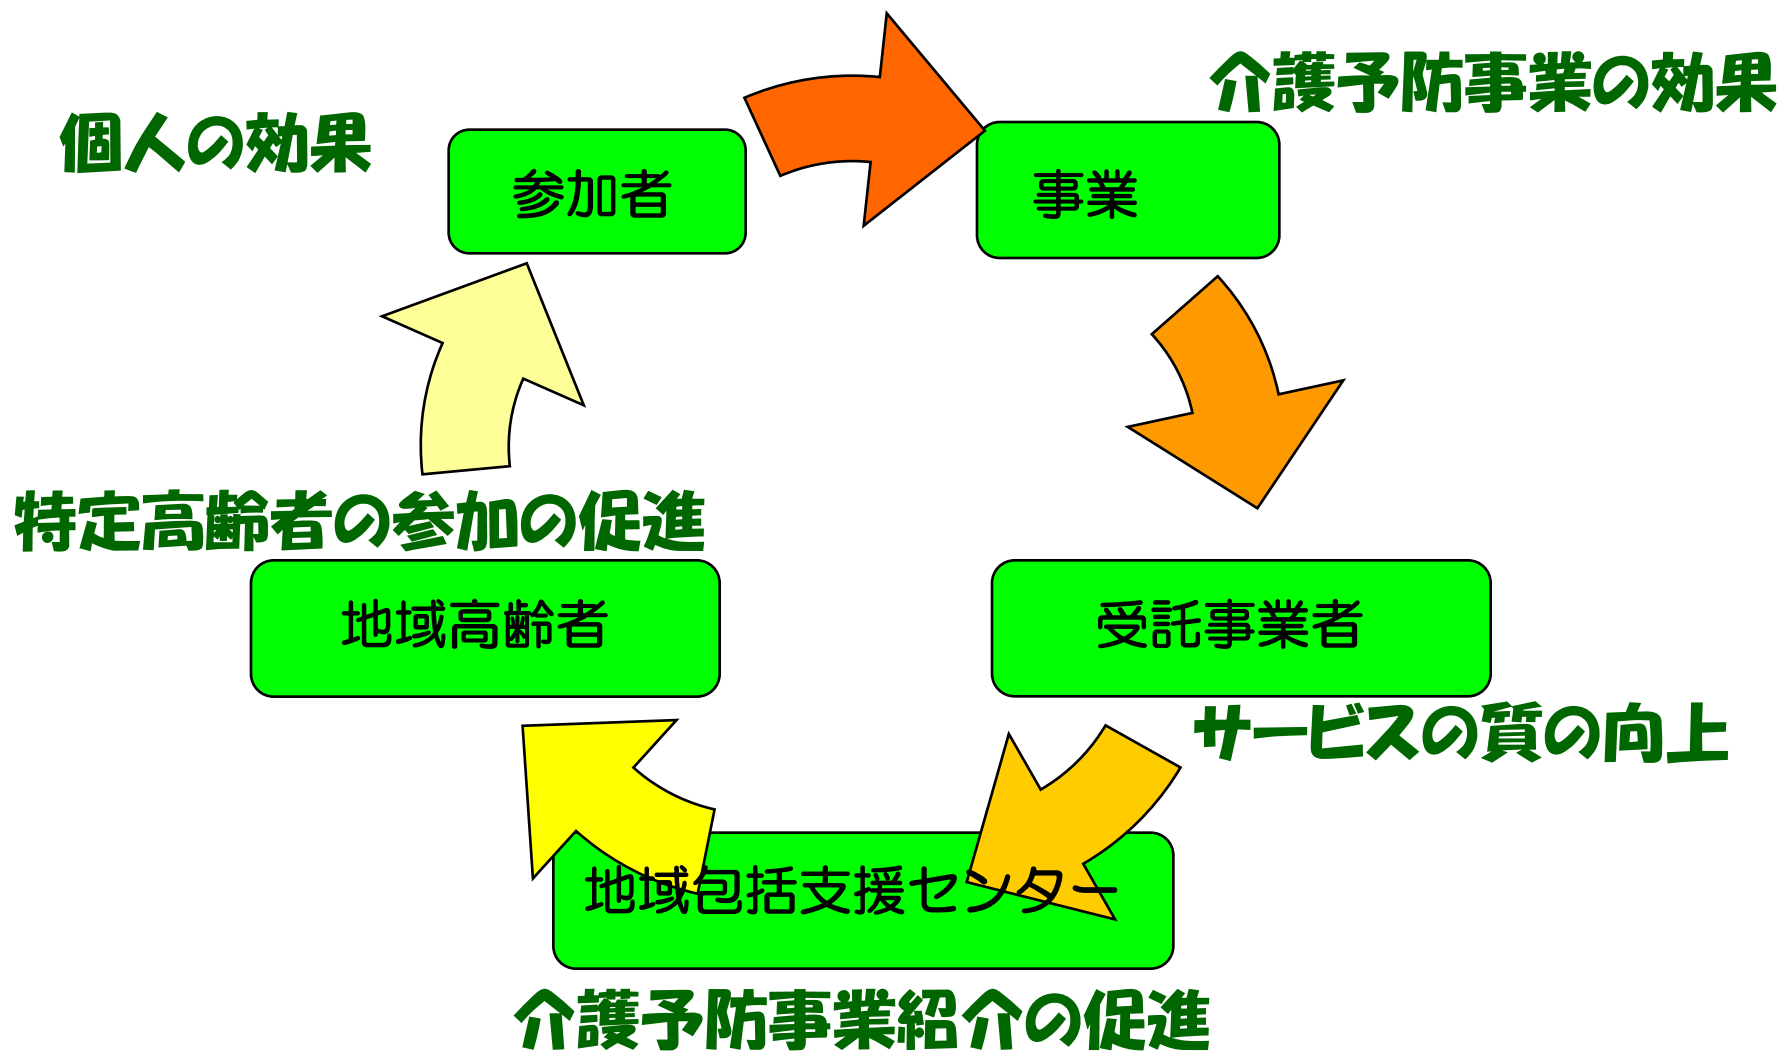 介護予防事業の効果
個人の効果
参加者
事業
特定高齢者の参加の促進
地域高齢者
受託事業者
サービスの質の向上
地域包括支援センター
介護予防事業紹介の促進